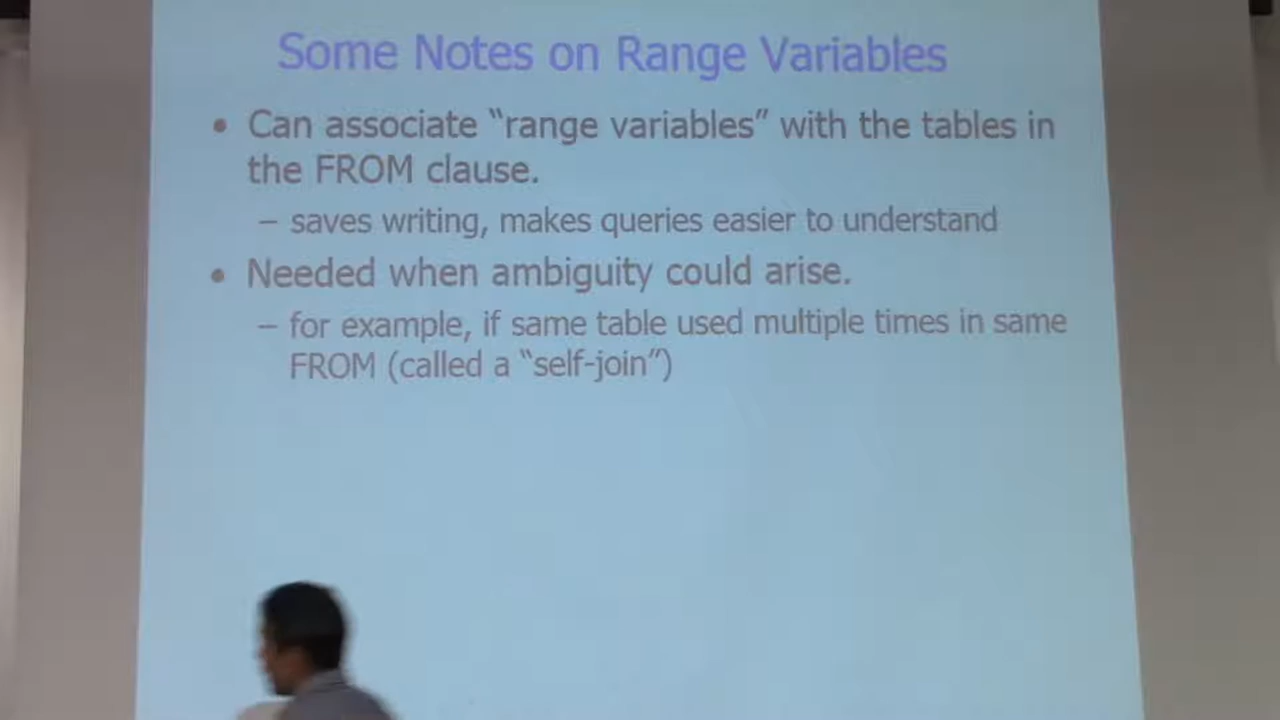 Some Notes on Range Variables
• Can associate “range variables” with the tables in
the FROM clause.
– saves writing, makes queries easier to understand
• Needed when ambiguity could arise.
– for example, if same table used multiple times in same
FROM (called a “self-join”)